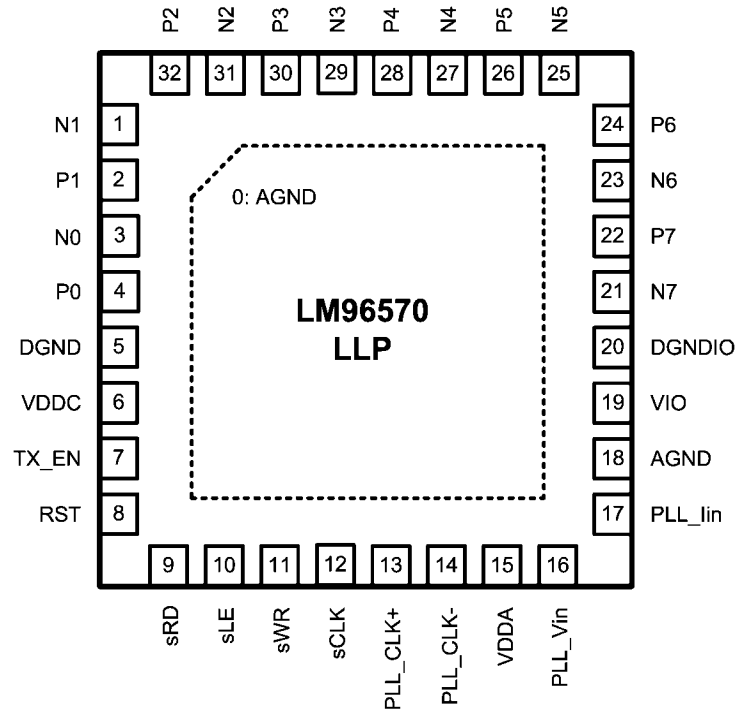 P2 N2 P3 N3 P4 N4 P5 N5
32 31 30 29 28 27 26 25
N1 1 24 P6
P1 2 23 N6
0: AGND
N0 3 22 P7
P0 4 21 N7
LM96570
DGND 5 20 DGNDIO
LLP
VDDC 6 19 VIO
TX_EN 7 18 AGND
RST 8 17 PLL_Iin
9 10 11 12 13 14 15 16
sRD sLE sWR sCLK PLL_CLK+ PLL_CLK- VDDA PLL_Vin